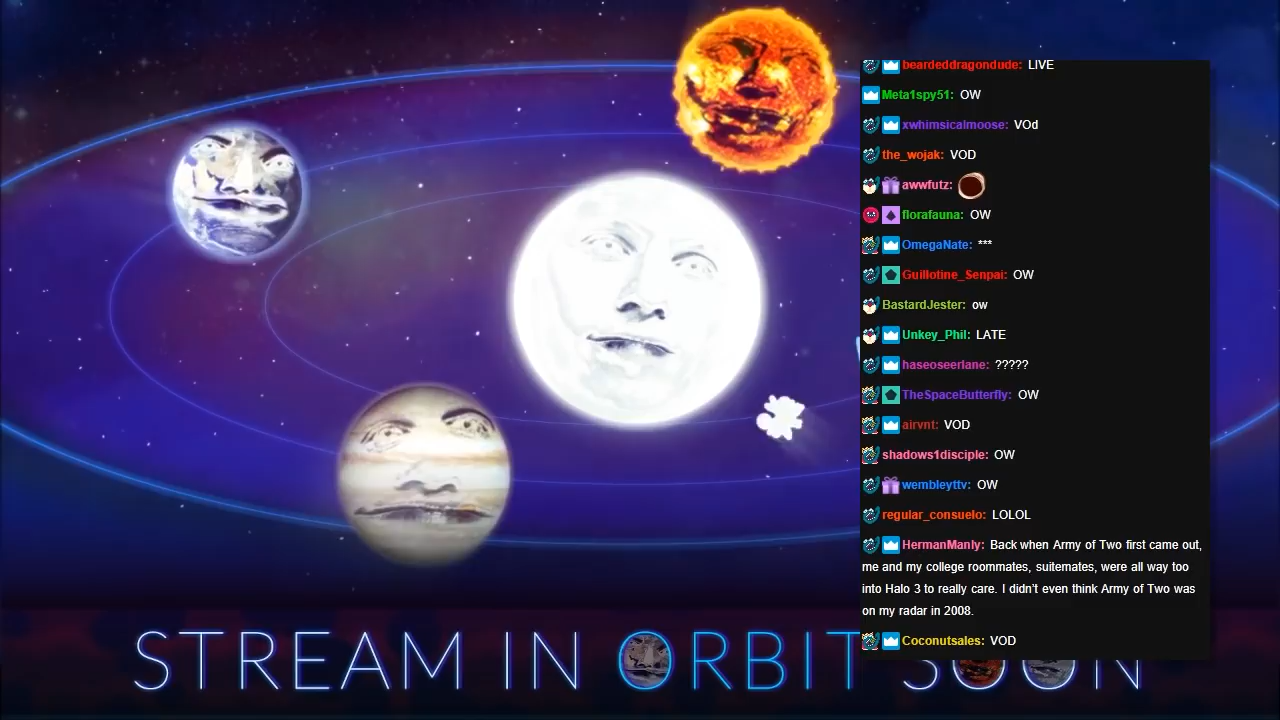 beardeddragondude: LIVE
Meta1spy51: OW
xwhimsicalmoose: VOd
the_wojak: VOD
awwfutz:
florafauna: OW
OmegaNate: ***
Guillotine_Senpai: OW
BastardJester: ow
Unkey_Phil: LATE
haseoseerlane: ?????
TheSpaceButterfly: OW
airvnt: VOD
shadows1disciple: OW
wembleyttv: OW
regular_consuelo: LOLOL
HermanManly: Back when Army of Two first came out,
me and my college roommates, suitemates, were all way too
into Halo 3 to really care. I didn't even think Army of Two was
on my radar in 2008.
Coconutsales: VOD
STREAM IN ORBIT SOON